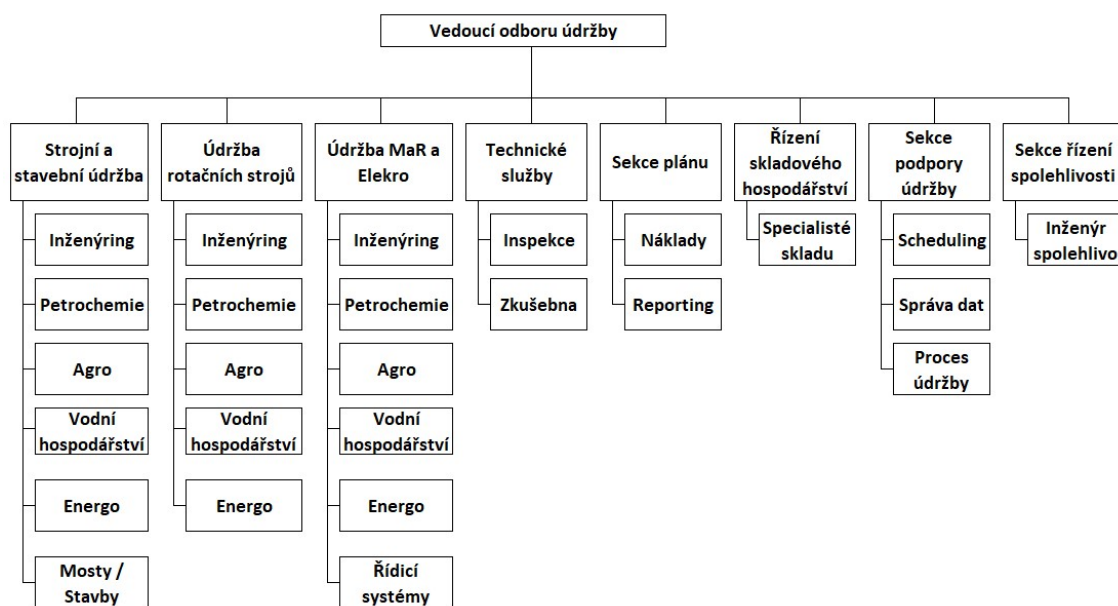 Vedoucí odboru údržby
Strojní a
stavební údržba
Údržba
rotačních strojů
Údržba MaR a
Elekro
Technické
služby
Sekce plánu
Řízení
skladového
hospodářství
Sekce
podpory
údržby
Sekce řízení
spolehlivosti
Inženýring
Petrochemie
Agro
Vodní
hospodářství
Energo
Mosty /
Stavby
Inženýring
Petrochemie
Agro
Vodní
hospodářství
Energo
Inženýring
Petrochemie
Agro
Vodní
hospodářství
Energo
Řídicí
systémy
Inspekce
Zkušebna
Náklady
Reporting
Specialisté
skladu
Scheduling
Správa dat
Proces
údržby
Inženýr
spolehlivo